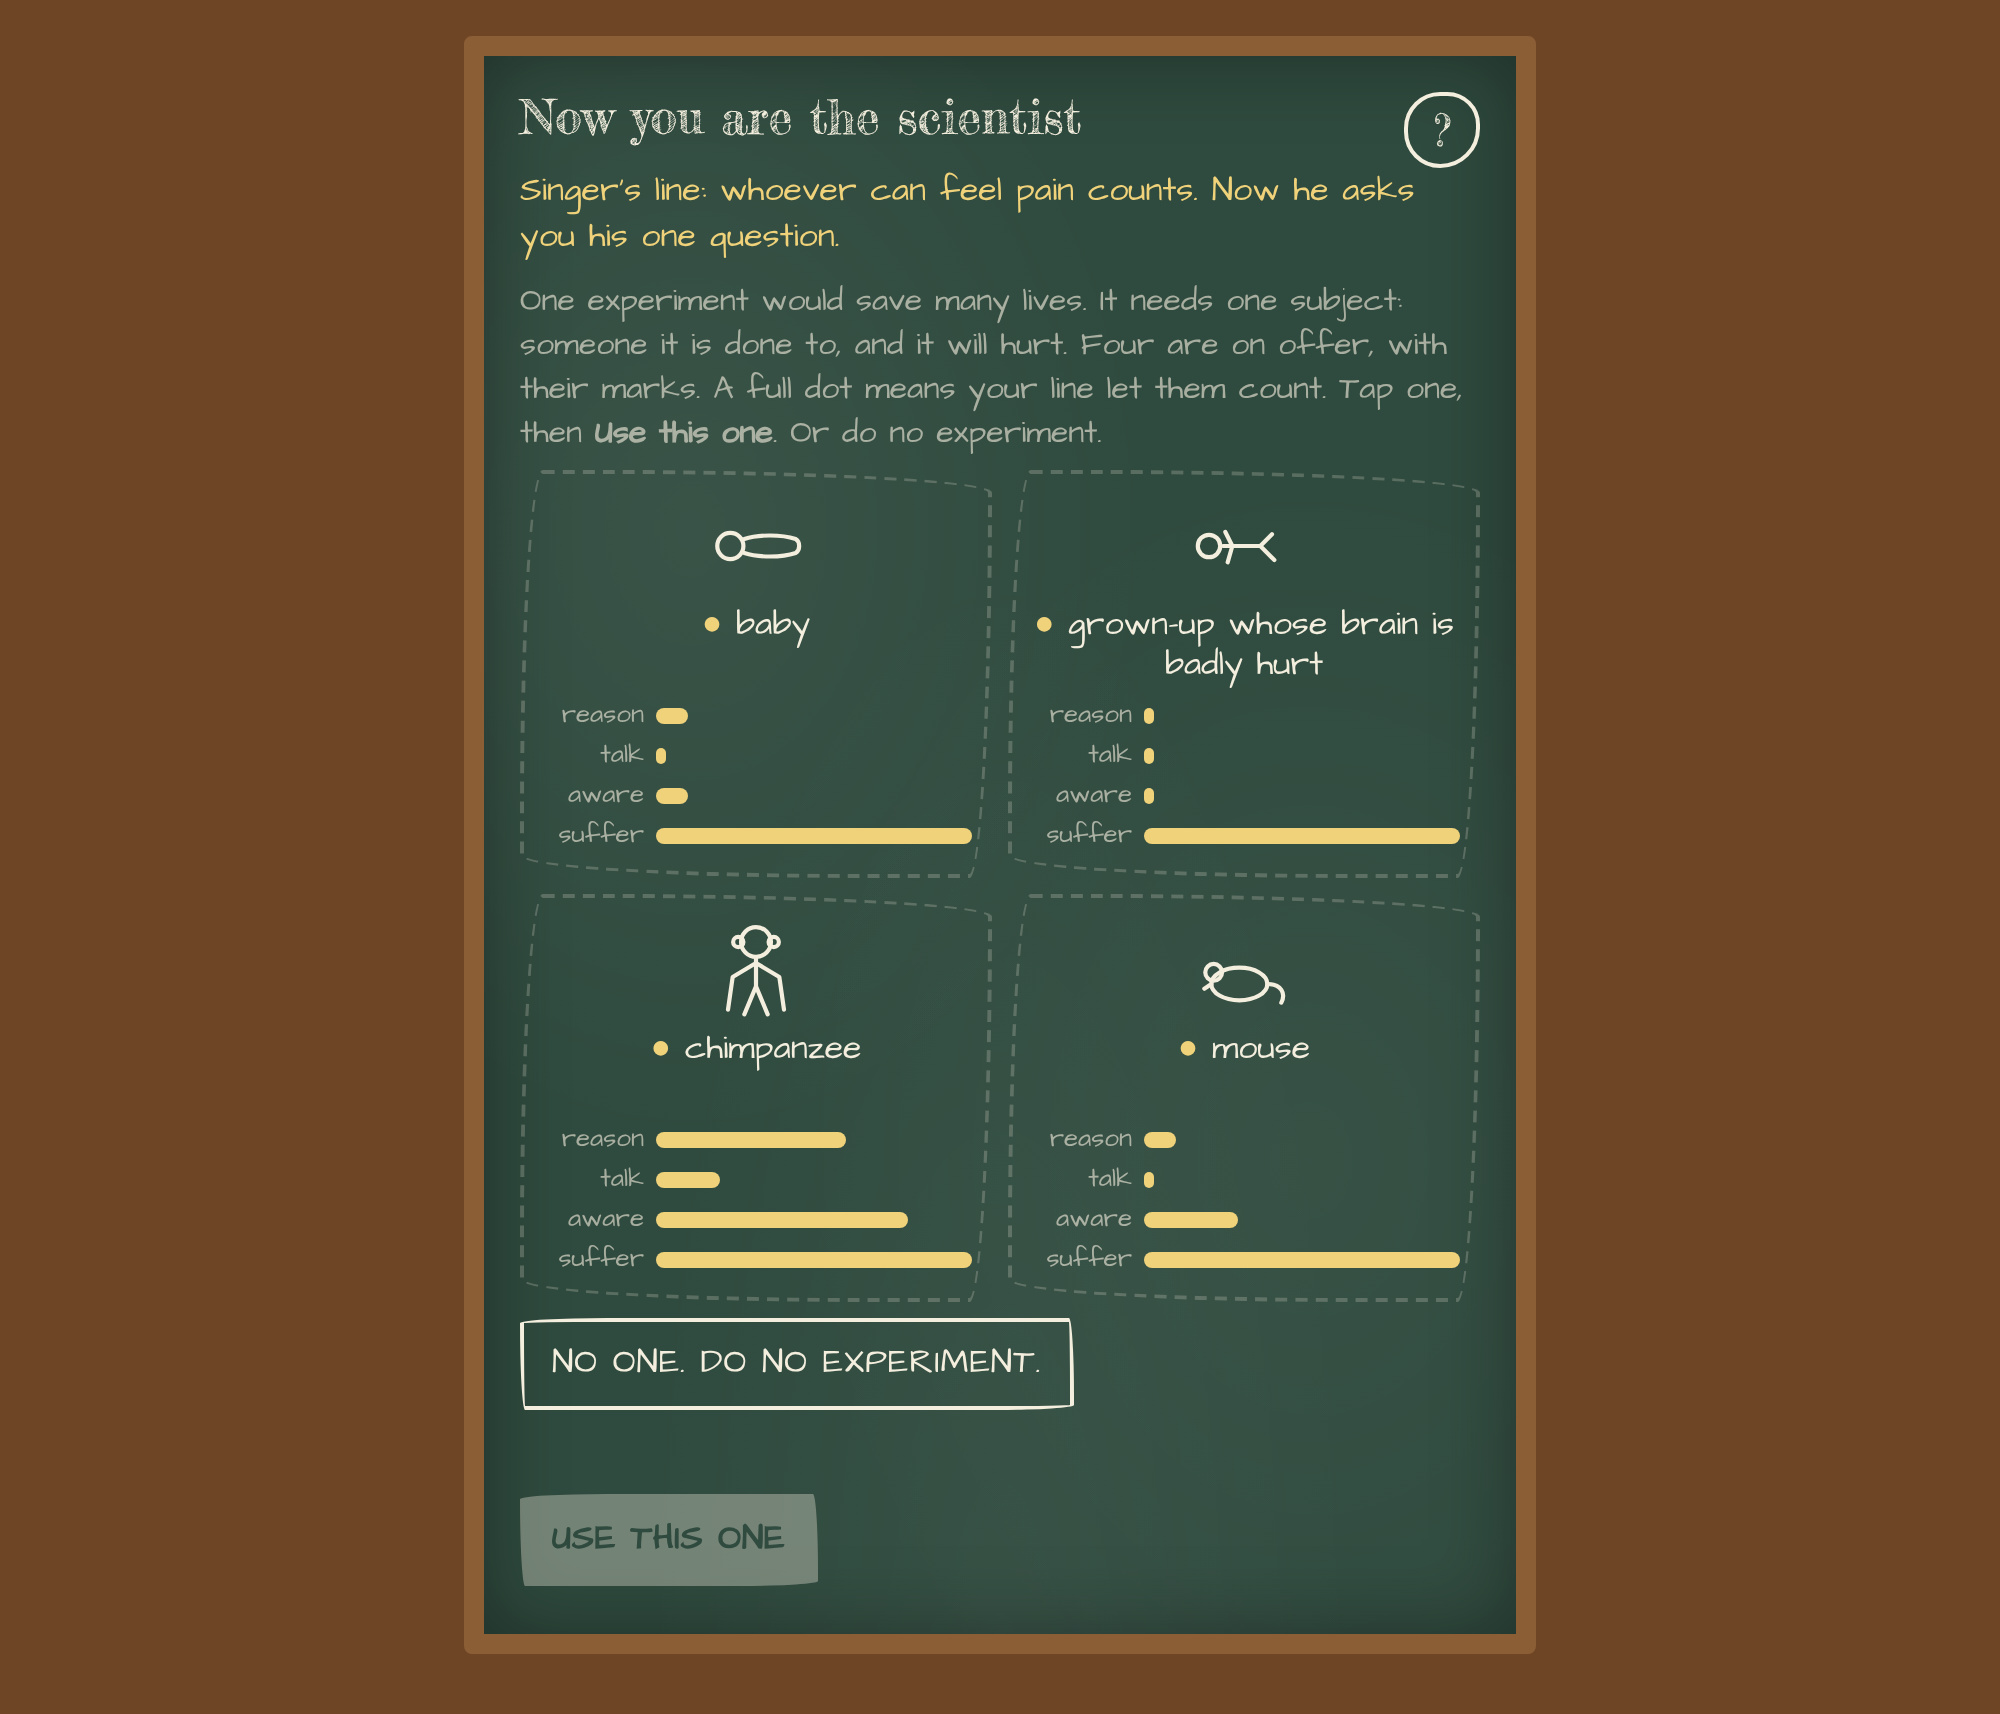 Now you are the scientist
?
Singer's line: whoever can feel pain counts. Now he asks
you his one question.
One experiment would save many lives. It needs one subject:
someone it is done to, and it will hurt. Four are on offer, with
their marks. A full dot means your line let them count. Tap one,
then Use this one. Or do no experiment.
baby
reason
talk
aware
suffer
grown-up whose brain is
badly hurt
reason
talk
aware
suffer
chimpanzee
reason
talk
aware
suffer
mouse
reason
talk
aware
suffer
NO ONE. DO NO EXPERIMENT.
USE THIS ONE